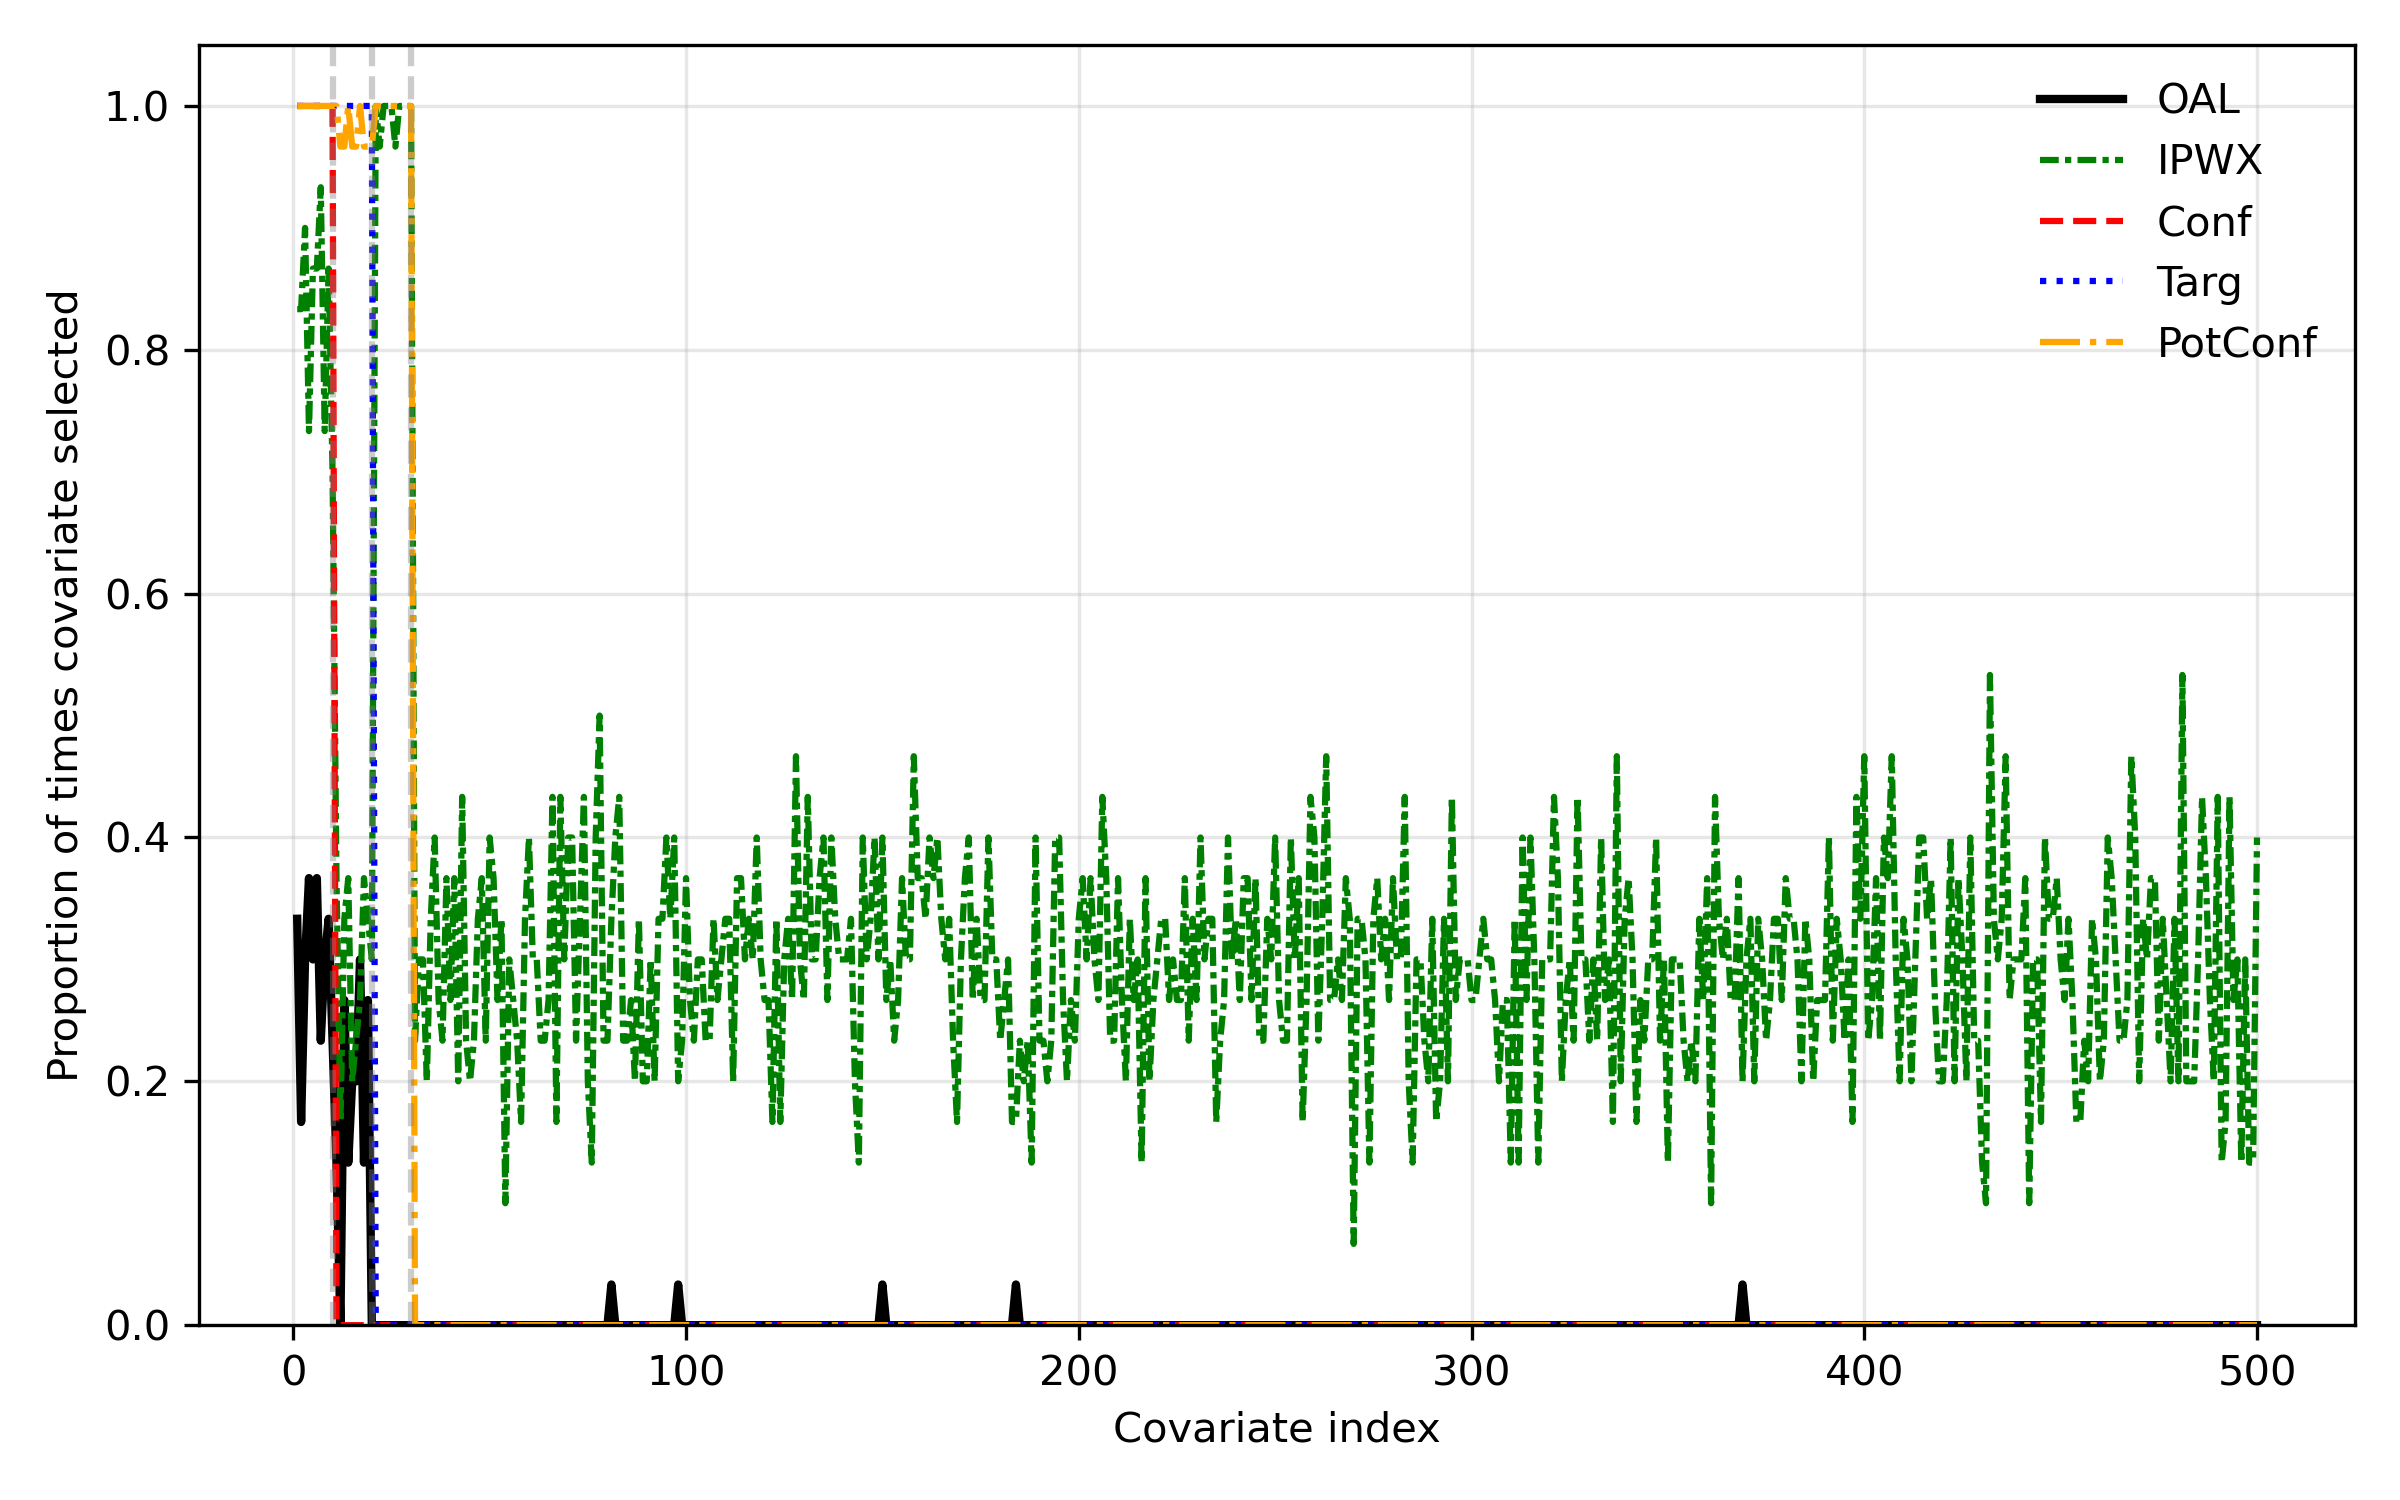 Proportion of times covariate selected
1.0
0.8
0.6
0.4
0.2
0.0
OAL
IPWX
Conf
Targ
PotConf
0 100 200 300 400 500
Covariate index